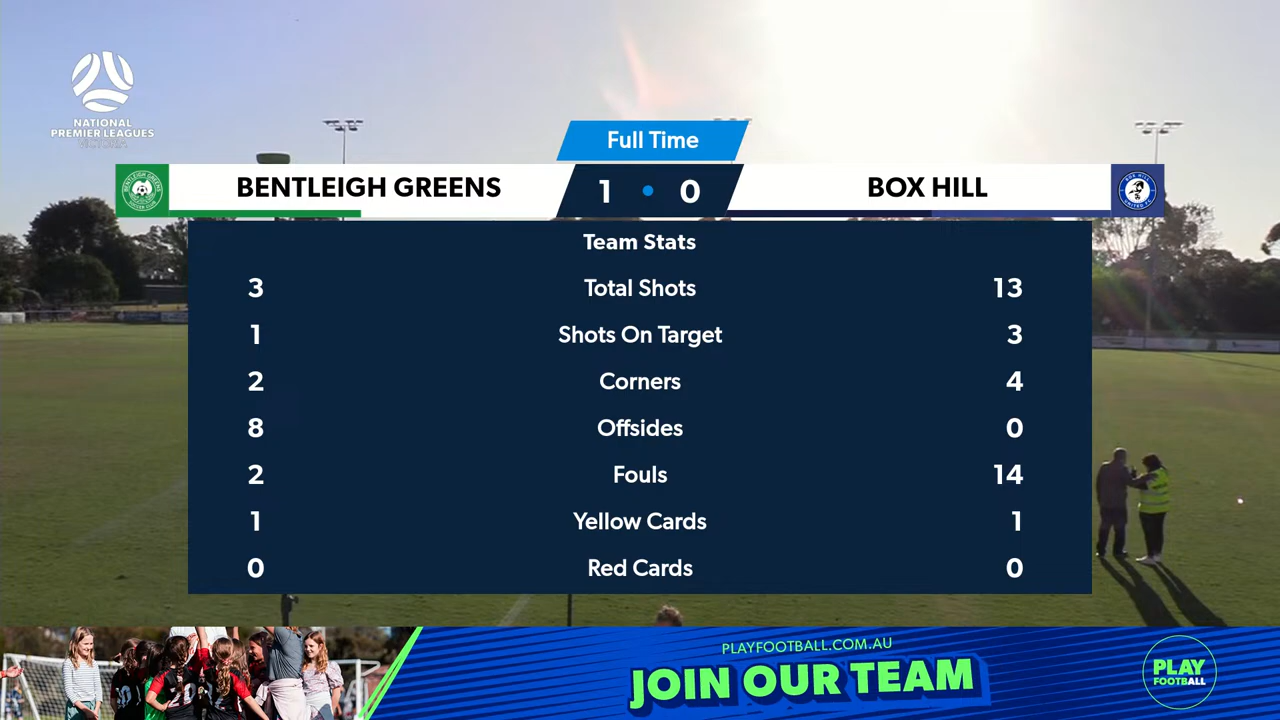 NATIONAL
PREMIER LEAGUES
VICTORIA
Full Time
BENTLEIGH GREENS 1 • 0 BOX HILL
Team Stats
3 Total Shots 13
1 Shots On Target 3
2 Corners 4
8 Offsides 0
2 Fouls 14
1 Yellow Cards 1
0 Red Cards 0
PLAYFOOTBALL.COM.AU
JOIN OUR TEAM
PLAY
FOOTBALL